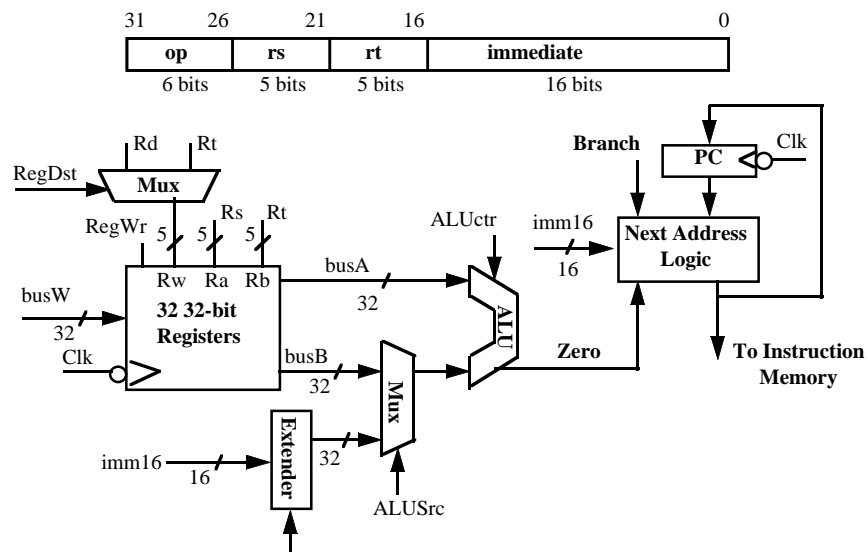 31 26 21 16 0
op rs rt immediate
6 bits 5 bits 5 bits 16 bits
Rd Rt
RegDst
Mux
Branch
PC
Clk
RegWr
5
5
Rs
5
Rt
ALUctr
imm16
16
Next Address
Logic
busW
32
Rw Ra Rb
32 32-bit
Registers
busA
32
ALU
Clk
busB
32
Mux
Zero
To Instruction
Memory
imm16
16
Extender
32
ALUSrc